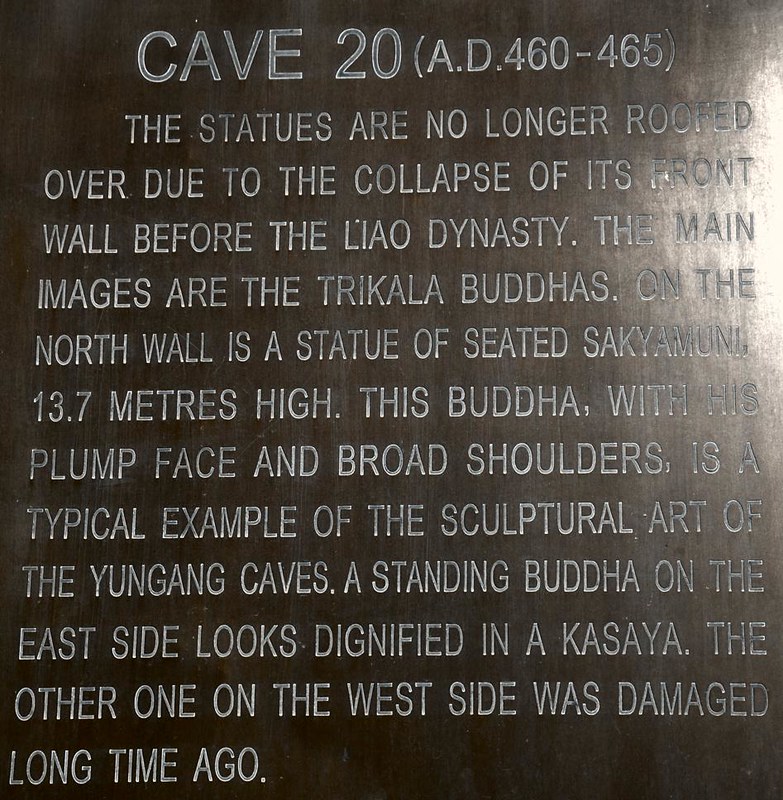 CAVE 20 (A.D.460-465)
THE STATUES ARE NO LONGER ROOFED
OVER DUE TO THE COLLAPSE OF ITS FRONT
WALL BEFORE THE LIAO DYNASTY. THE MAIN
IMAGES ARE THE TRIKALA BUDDHAS. ON THE
NORTH WALL IS A STATUE OF SEATED SAKYAMUNI,
13.7 METRES HIGH. THIS BUDDHA, WITH HIS
PLUMP FACE AND BROAD SHOULDERS, IS A
TYPICAL EXAMPLE OF THE SCULPTURAL ART OF
THE YUNGANG CAVES. A STANDING BUDDHA ON THE
EAST SIDE LOOKS DIGNIFIED IN A KASAYA. THE
OTHER ONE ON THE WEST SIDE WAS DAMAGED
LONG TIME AGO.